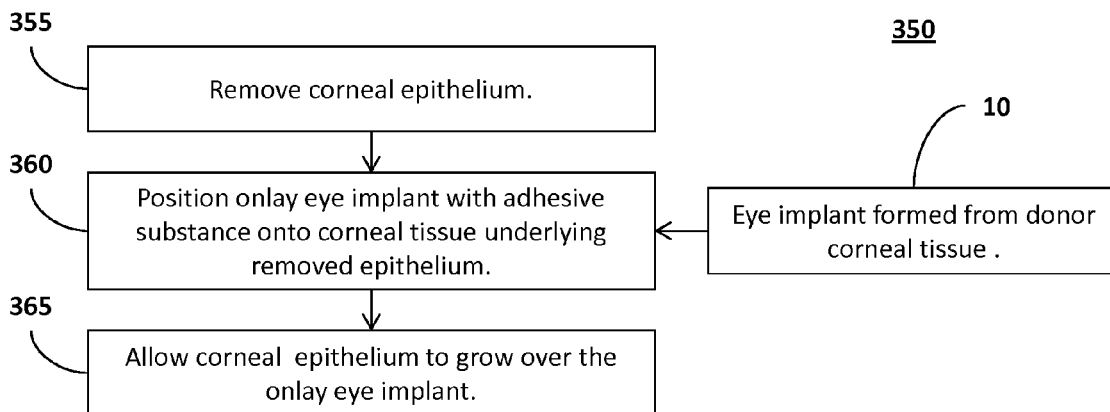 355
350
Remove corneal epithelium.
10
360
Position onlay eye implant with adhesive
substance onto corneal tissue underlying
removed epithelium.
Eye implant formed from donor
corneal tissue .
365
Allow corneal epithelium to grow over the
onlay eye implant.